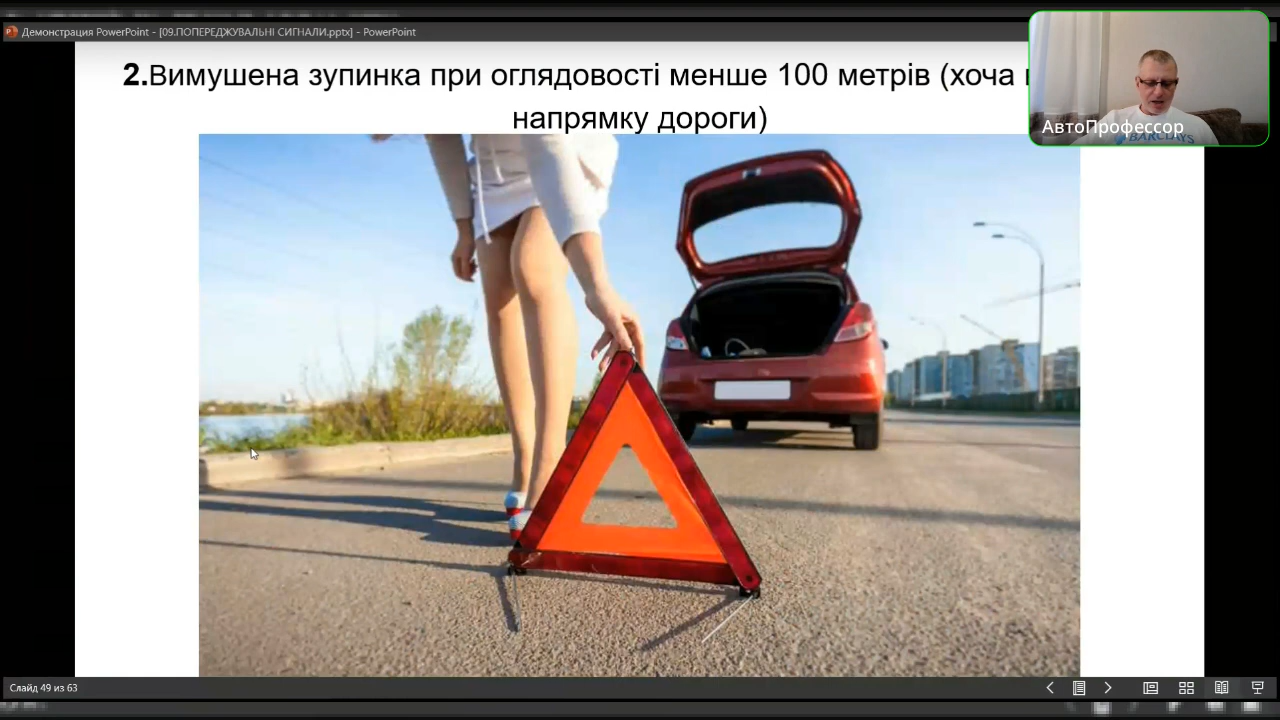 Демонстрация PowerPoint - [09.ПОПЕРЕДЖУВАЛЬНІ СИГНАЛИ.pptx] - PowerPoint
2.Вимушена зупинка при оглядовості менше 100 метрів (хоча
напрямку дороги)
АвтоПрофессор
BARCLAYS
Слайд 49 из 63